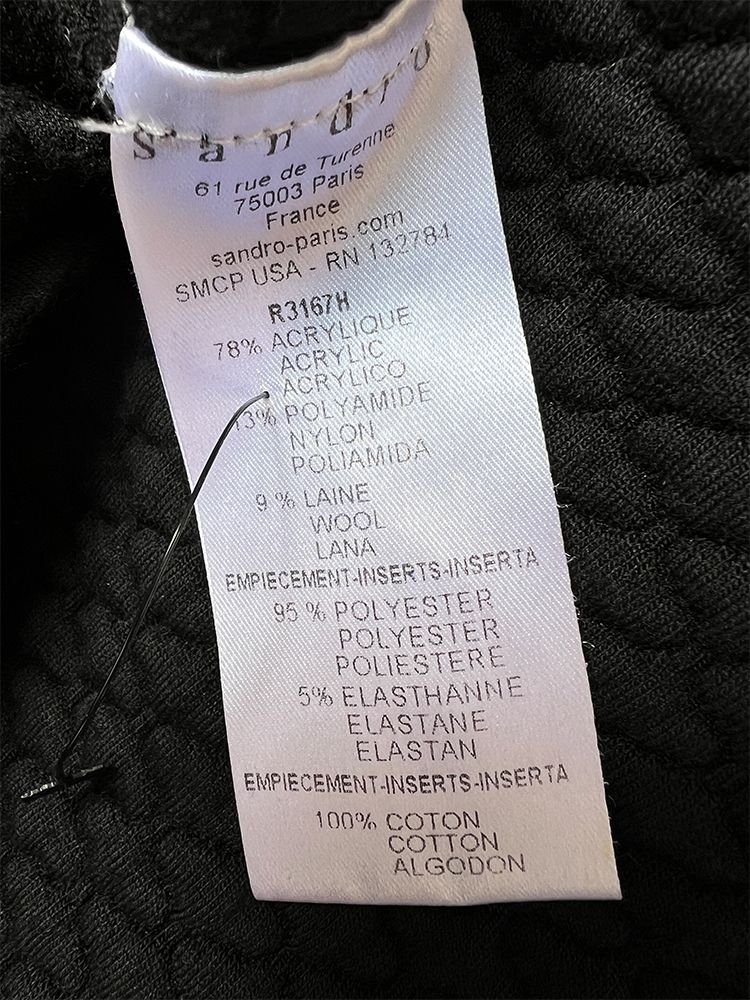 sandro
61 rue de Turenne
75003 Paris
France
sandro-paris.com
SMCP USA - RN 132784
R3167H
78% ACRYLIQUE
ACRYLIC
ACRYLICO
13% POLYAMIDE
NYLON
POLIAMIDA
9 % LAINE
WOOL
LANA
EMPIECEMENT-INSERTS-INSERTA
95 % POLYESTER
POLYESTER
POLIESTERE
5% ELASTHANNE
ELASTANE
ELASTAN
EMPIECEMENT-INSERTS-INSERTA
100% COTON
COTTON
ALGODON